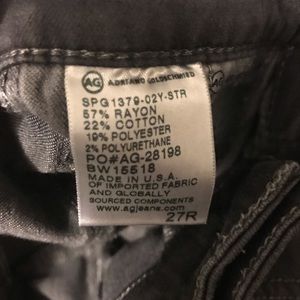 AG ADRIANO GOLDSCHMIED
SPG1379-02Y-STR
57% RAYON
22% COTTON
19% POLYESTER
2% POLYURETHANE
PO#AG-28198
BW15518
MADE IN U.S.A.
OF IMPORTED FABRIC
AND GLOBALLY
SOURCED COMPONENTS
www.agjeans.com
27R